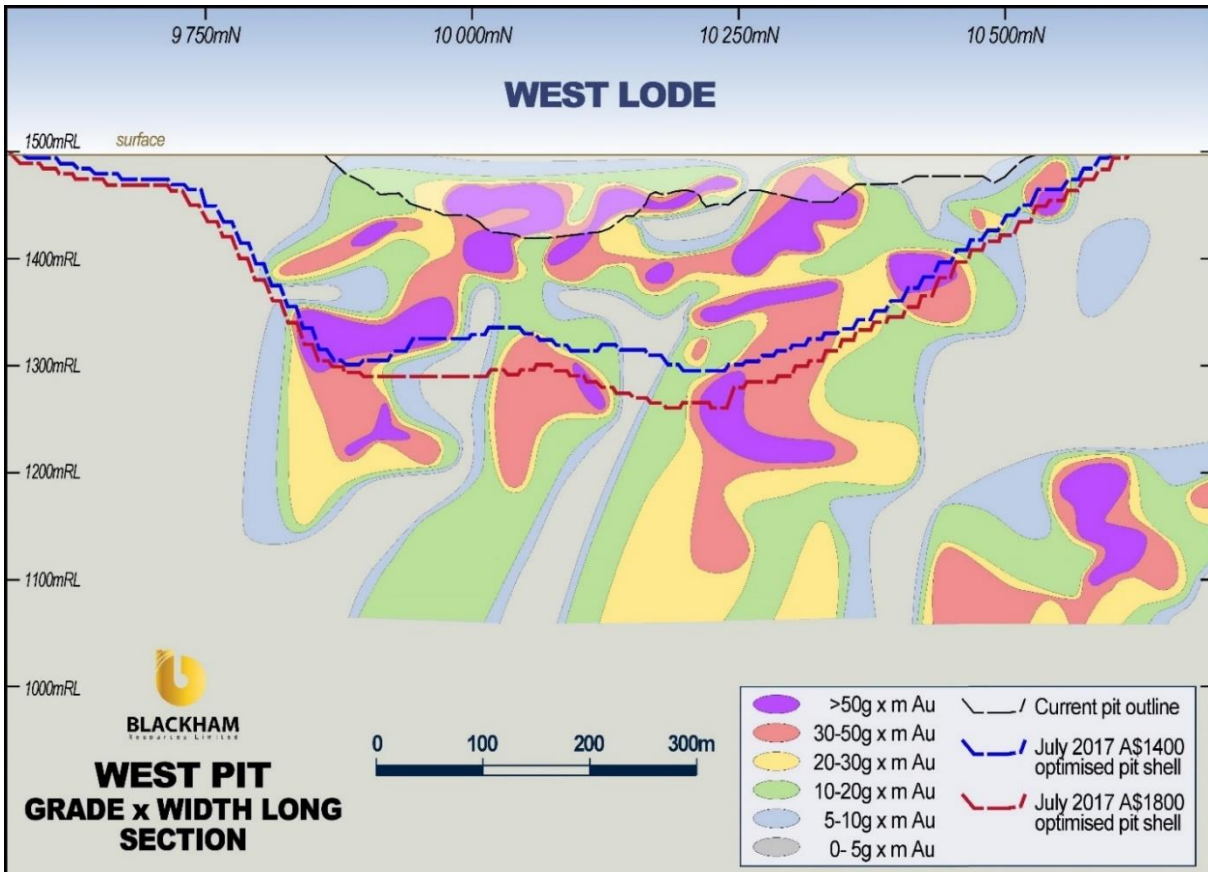 9 750mN 10 000mN 10 250mN 10 500mN
WEST LODE
1500mRL
surface
1400mRL
1300mRL
1200mRL
1100mRL
1000mRL
BLACKHAM
Resources Limited
WEST PIT
GRADE x WIDTH LONG
SECTION
0 100 200 300m
>50g x m Au
30-50g x m Au
20-30g x m Au
10-20g x m Au
5-10g x m Au
0- 5g x m Au
Current pit outline
July 2017 A$1400
optimised pit shell
July 2017 A$1800
optimised pit shell